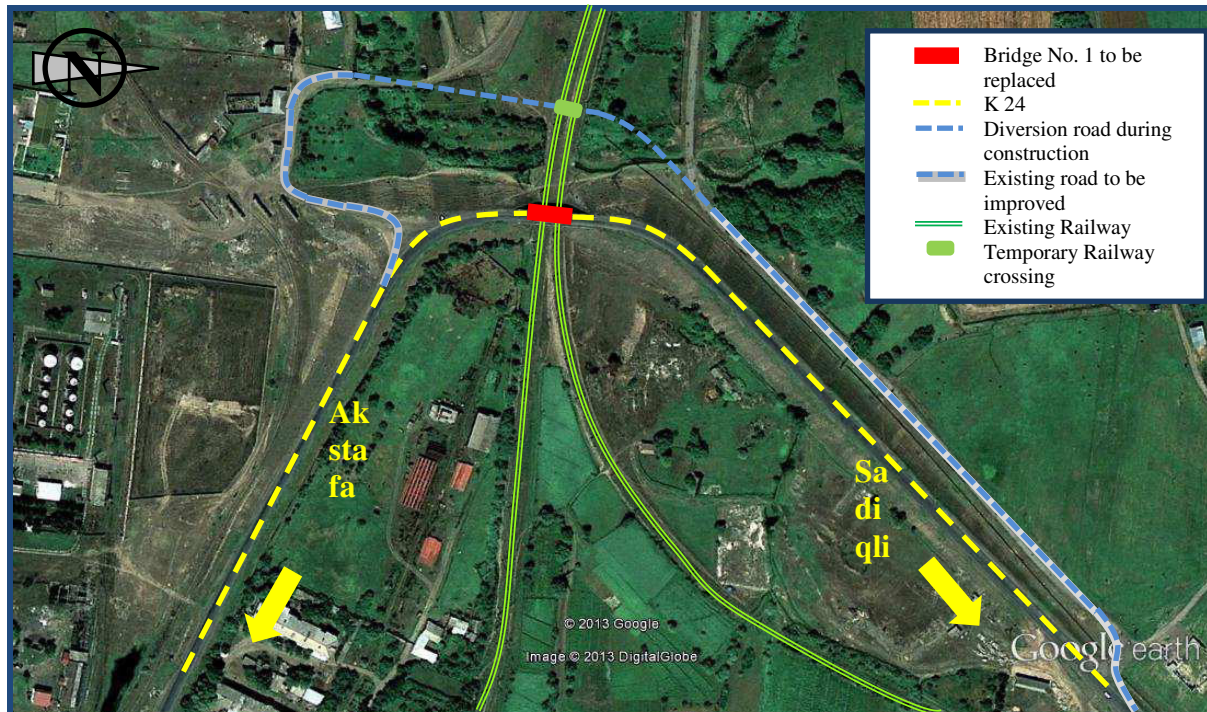 N
Bridge No. 1 to be
replaced
K 24
Diversion road during
construction
Existing road to be
improved
Existing Railway
Temporary Railway
crossing
Ak
sta
fa
Sa
di
qli
© 2013 Google
Image © 2013 DigitalGlobe
Google earth